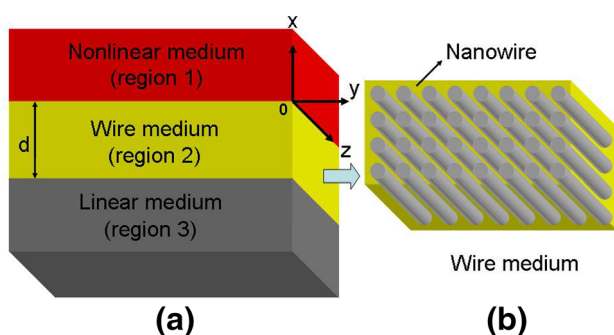 x
Nonlinear medium
(region 1)
0
y
z
d
Wire medium
(region 2)
Linear medium
(region 3)
(a)
Nanowire
Wire medium
(b)